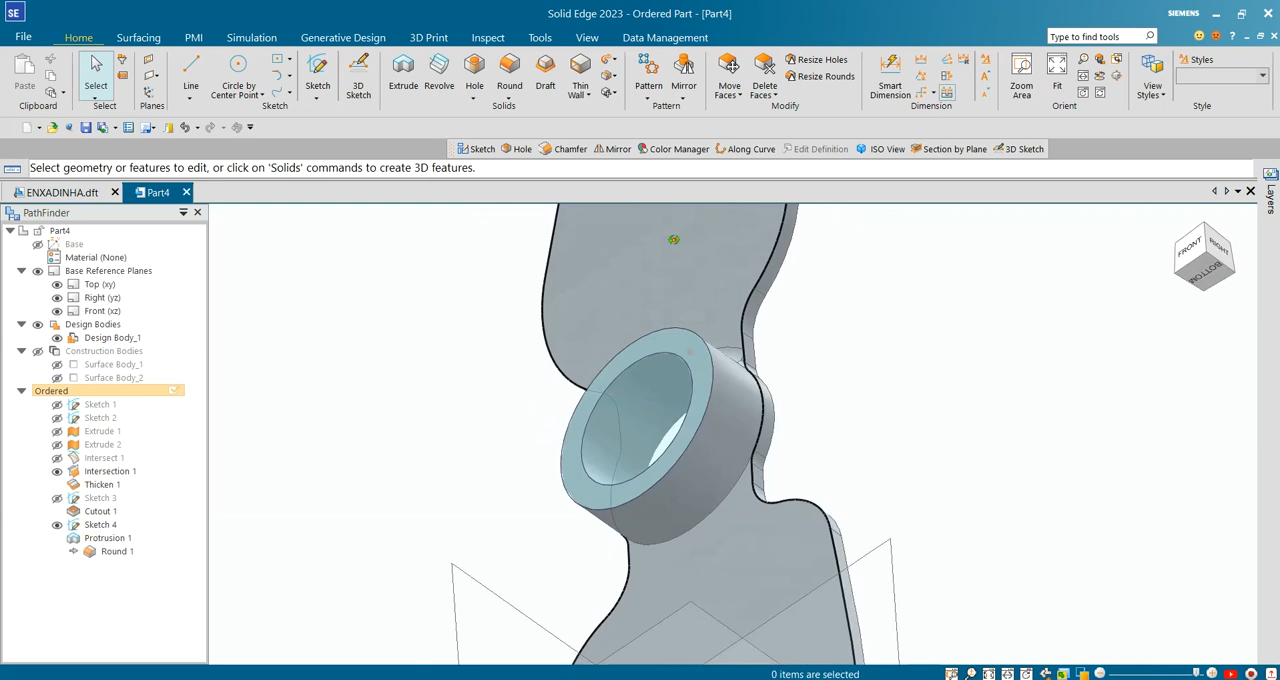 SE
Solid Edge 2023 - Ordered Part - [Part4]
SIEMENS
File Home Surfacing PMI Simulation Generative Design 3D Print Inspect Tools View Data Management Type to find tools
Paste Select Line Circle by Center Point Sketch 3D Sketch Extrude Revolve Hole Round Draft Thin Wall Pattern Mirror Move Faces Delete Faces Resize Holes Resize Rounds Smart Dimension Zoom Area Fit View Styles Styles
Clipboard Select Planes Sketch Solids Pattern Modify Dimension Orient Style
Sketch Hole Chamfer Mirror Color Manager Along Curve Edit Definition ISO View Section by Plane 3D Sketch
Select geometry or features to edit, or click on 'Solids' commands to create 3D features.
ENXADINHA.dft Part4
PathFinder
Part4
Base
Material (None)
Base Reference Planes
Top (xy)
Right (yz)
Front (xz)
Design Bodies
Design Body_1
Construction Bodies
Surface Body_1
Surface Body_2
Ordered
Sketch 1
Sketch 2
Extrude 1
Extrude 2
Intersect 1
Intersection 1
Thicken 1
Sketch 3
Cutout 1
Sketch 4
Protrusion 1
Round 1
FRONT
RIGHT
BOTTOM
Layers
0 items are selected